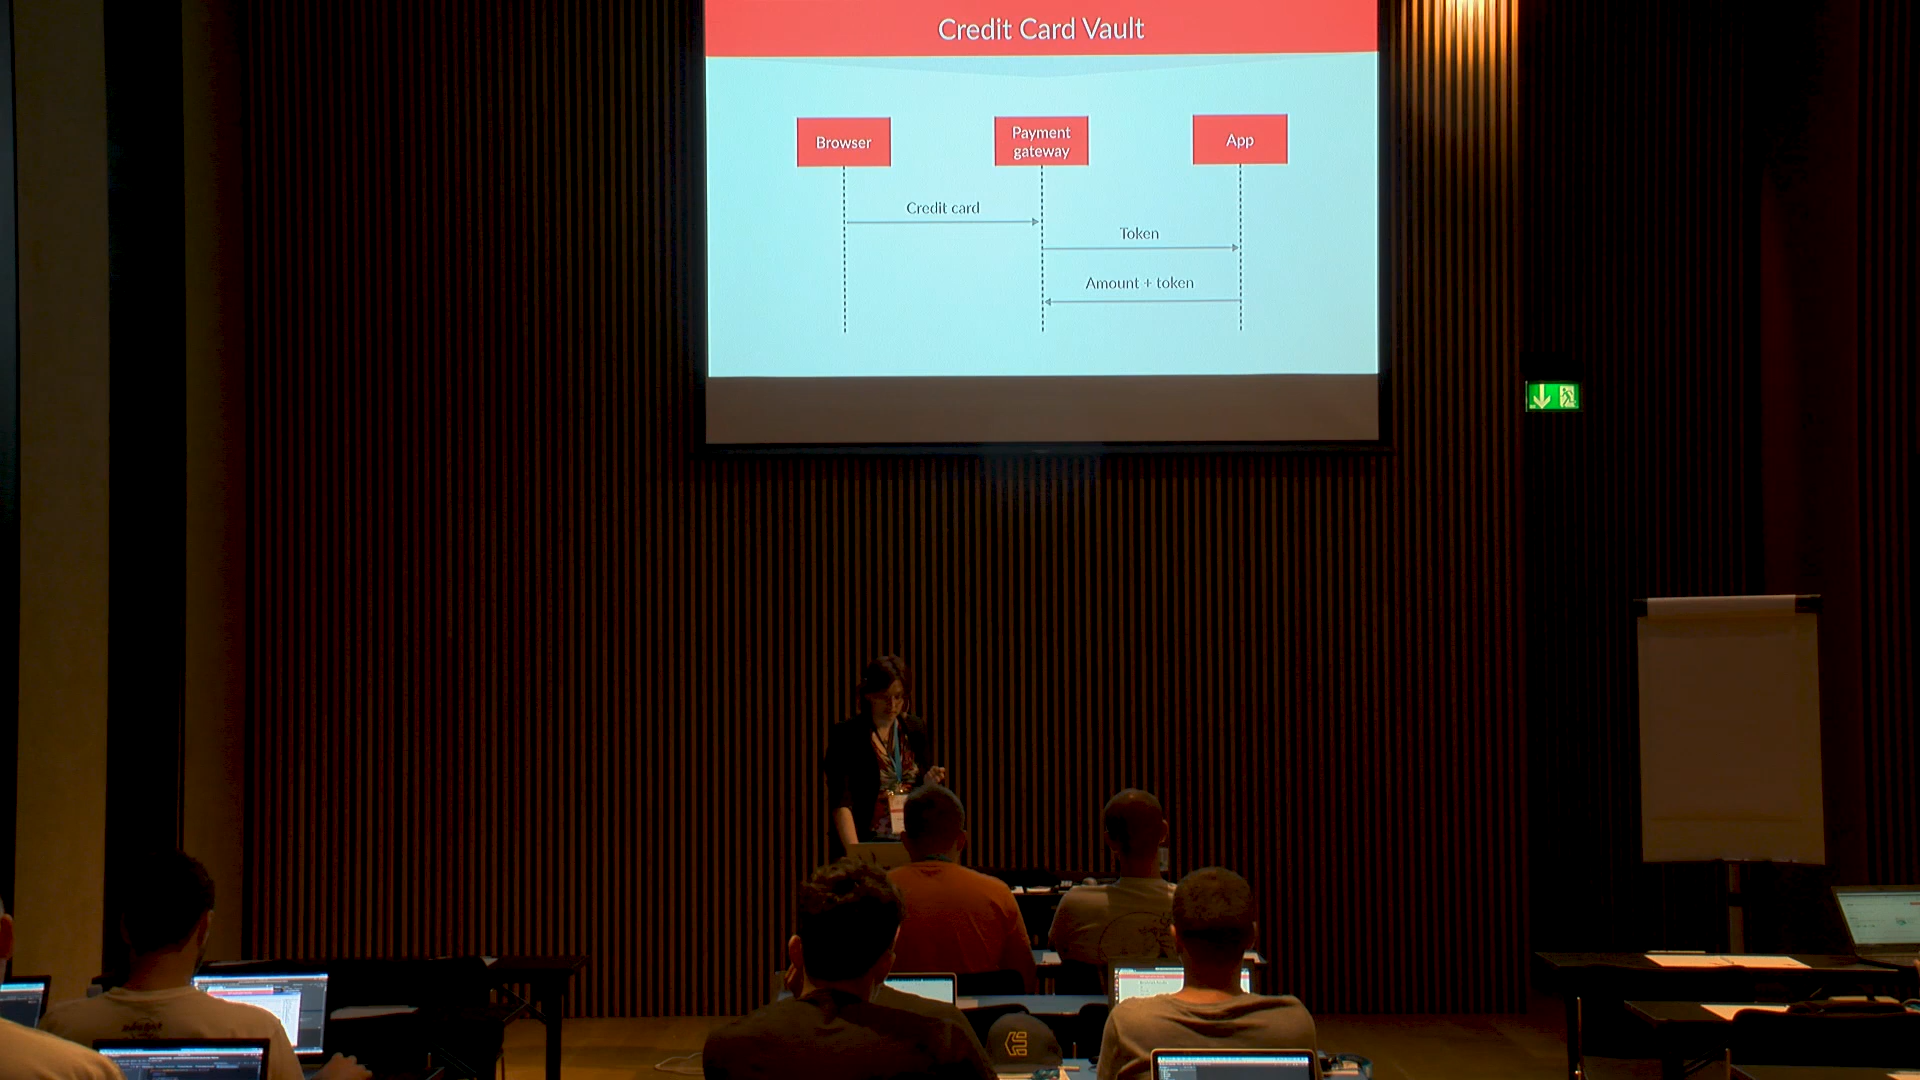 Credit Card Vault
Browser
Payment
gateway
App
Credit card
Token
Amount + token